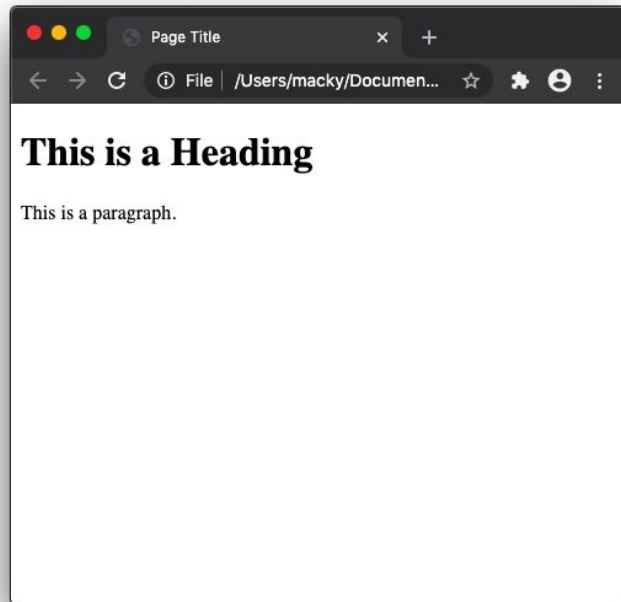 Page Title
File | /Users/macky/Documen...
This is a Heading
This is a paragraph.